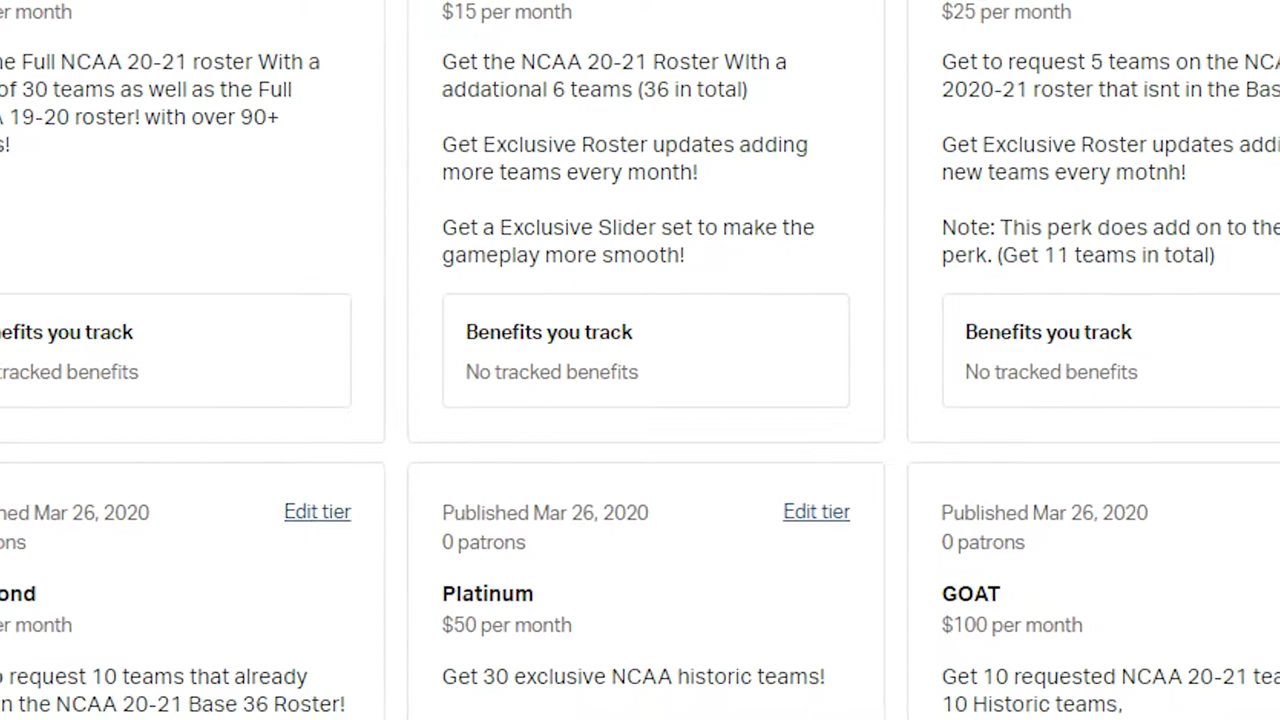 er month
ne Full NCAA 20-21 roster With a
of 30 teams as well as the Full
A 19-20 roster! with over 90+
s!
efits you track
tracked benefits
$15 per month
Get the NCAA 20-21 Roster WIth a
addational 6 teams (36 in total)
Get Exclusive Roster updates adding
more teams every month!
Get a Exclusive Slider set to make the
gameplay more smooth!
Benefits you track
No tracked benefits
$25 per month
Get to request 5 teams on the NCA
2020-21 roster that isnt in the Bas
Get Exclusive Roster updates addi
new teams every motnh!
Note: This perk does add on to the
perk. (Get 11 teams in total)
Benefits you track
No tracked benefits
hed Mar 26, 2020
Edit tier
ons
ond
er month
o request 10 teams that already
n the NCAA 20-21 Base 36 Roster!
Published Mar 26, 2020
Edit tier
0 patrons
Platinum
$50 per month
Get 30 exclusive NCAA historic teams!
Published Mar 26, 2020
0 patrons
GOAT
$100 per month
Get 10 requested NCAA 20-21 tea
10 Historic teams,